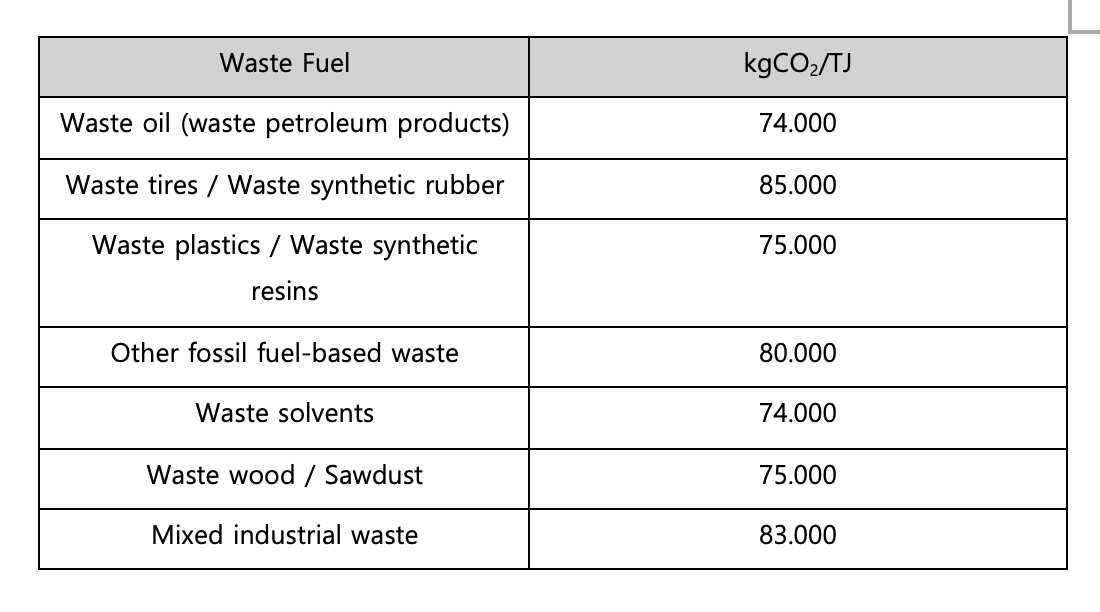 Waste Fuel
kgCO₂/TJ
Waste oil (waste petroleum products)
74.000
Waste tires / Waste synthetic rubber
85.000
Waste plastics / Waste synthetic
resins
75.000
Other fossil fuel-based waste
80.000
Waste solvents
74.000
Waste wood / Sawdust
75.000
Mixed industrial waste
83.000